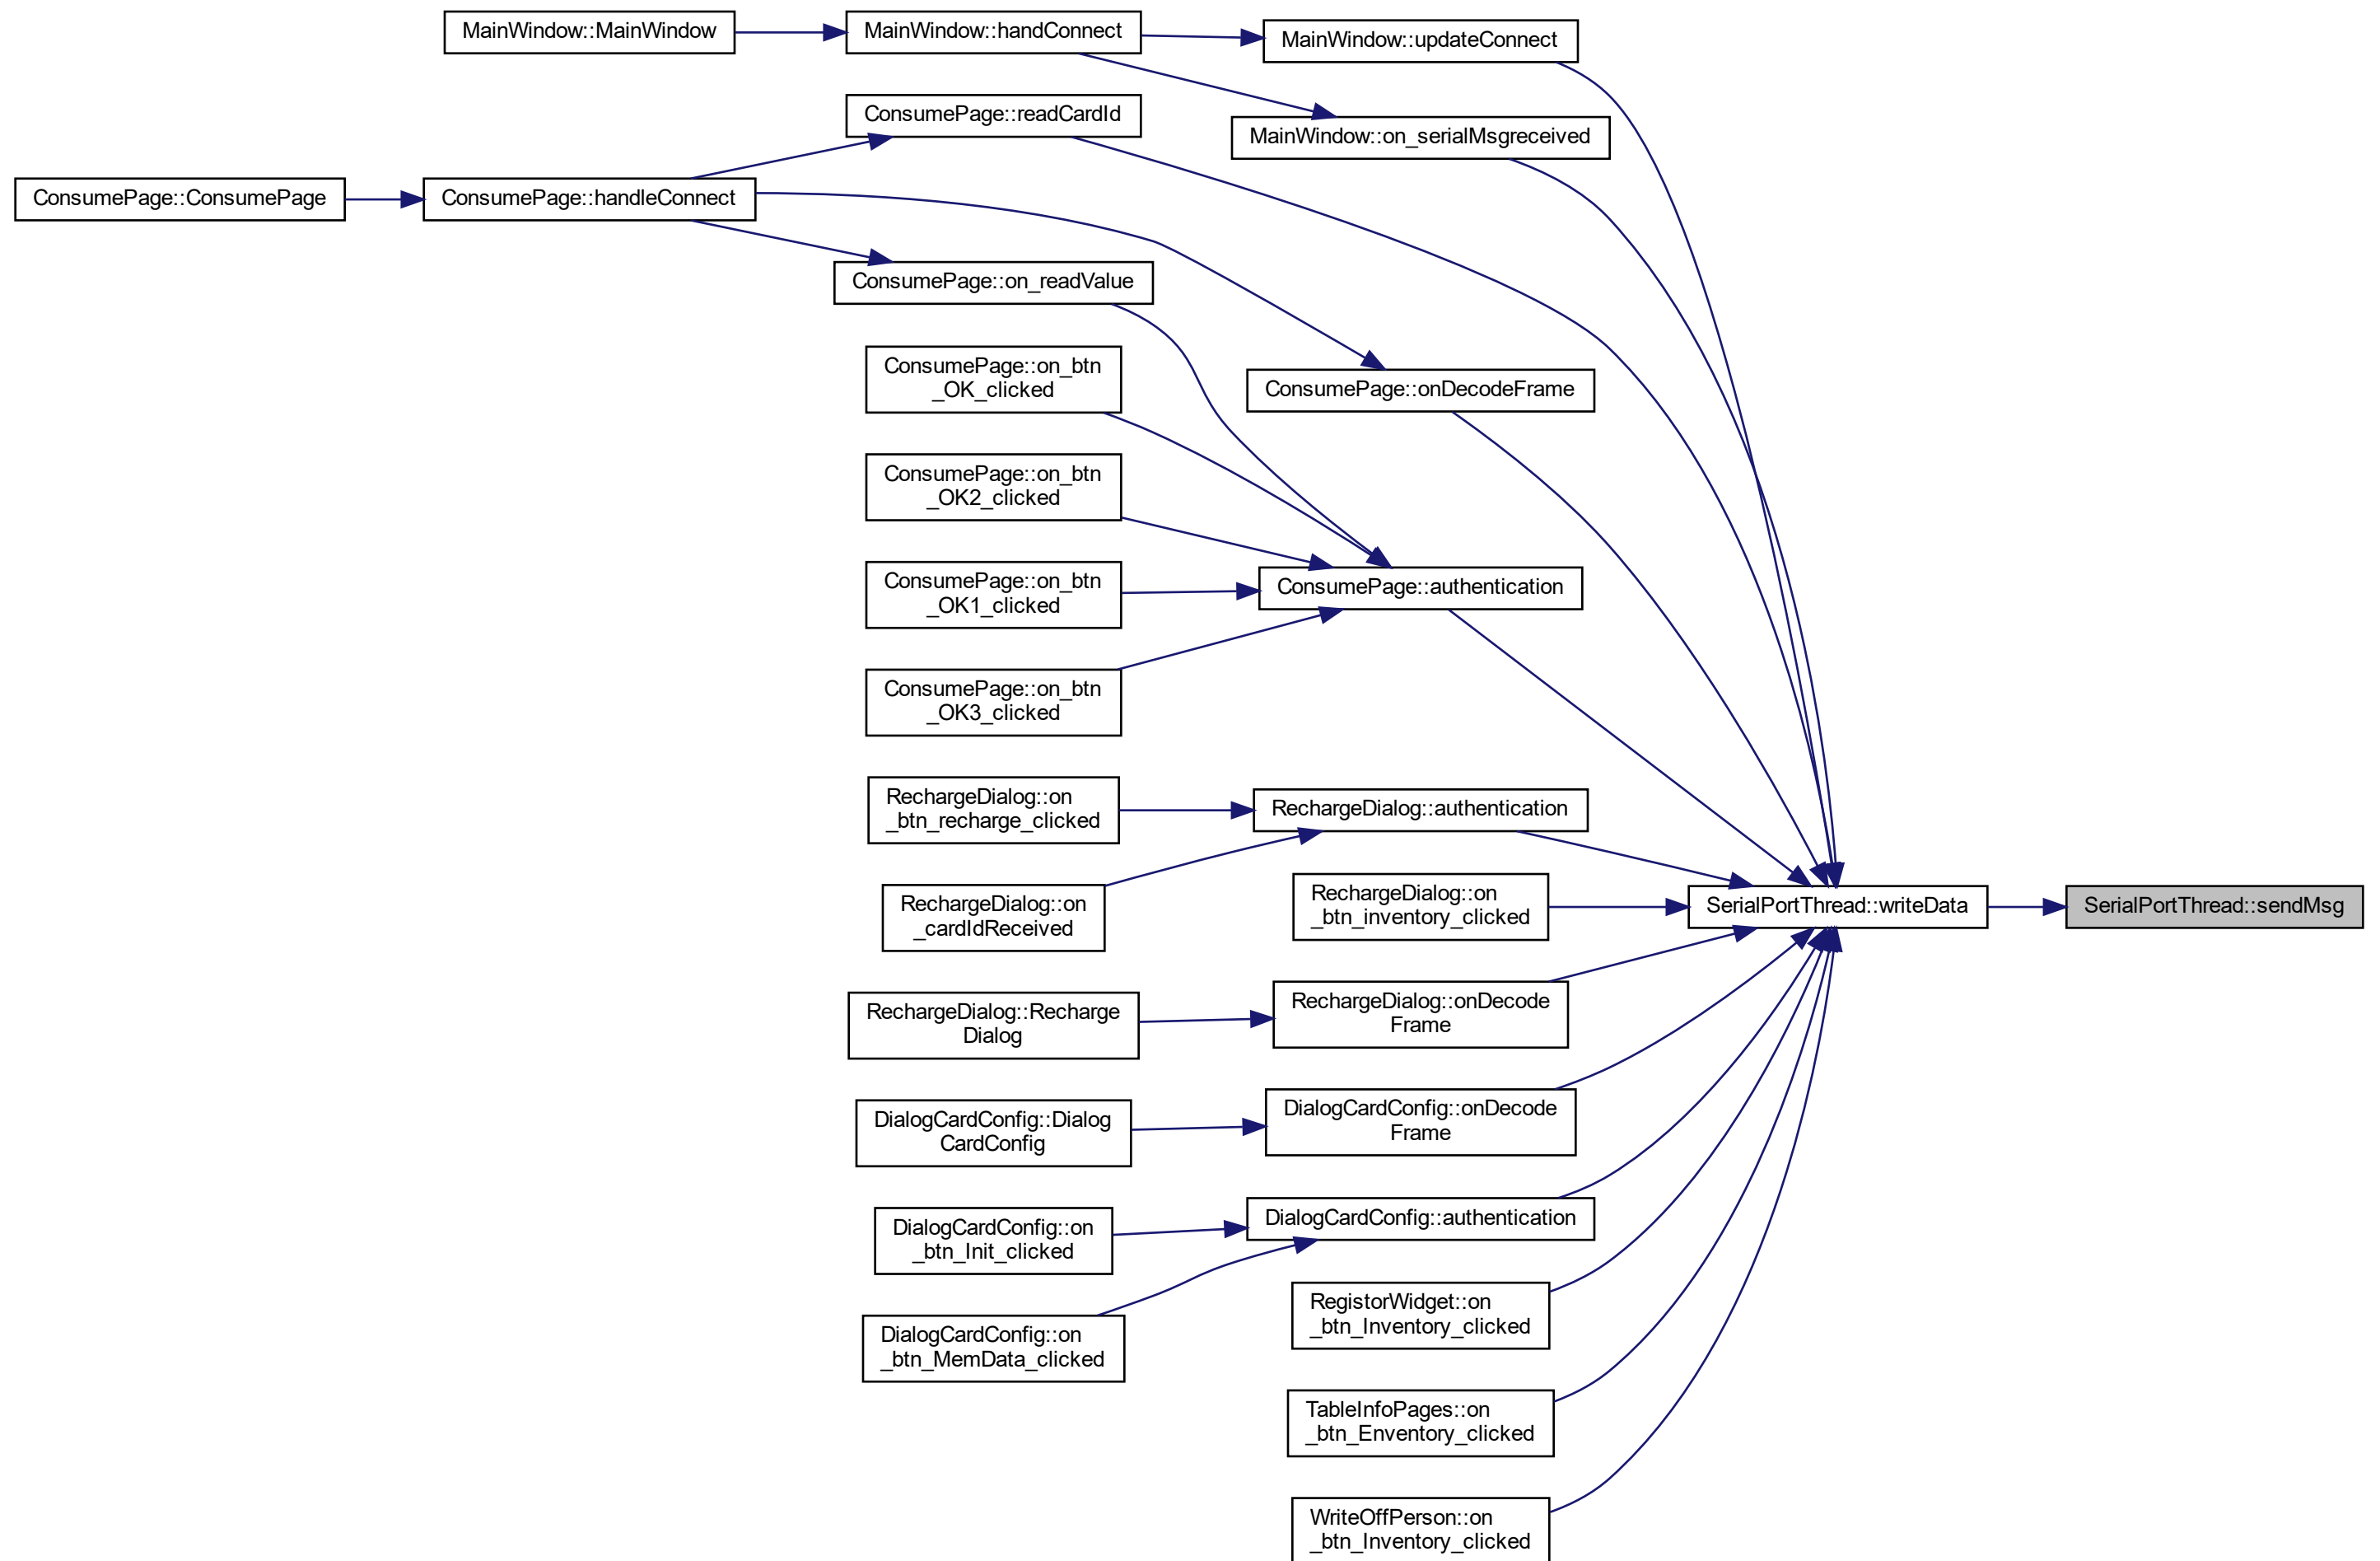 MainWindow::MainWindow
MainWindow::handConnect
MainWindow::updateConnect
ConsumePage::readCardId
MainWindow::on_serialMsgreceived
ConsumePage::ConsumePage
ConsumePage::handleConnect
ConsumePage::on_readValue
ConsumePage::on_btn
_OK_clicked
ConsumePage::onDecodeFrame
ConsumePage::on_btn
_OK2_clicked
ConsumePage::on_btn
_OK1_clicked
ConsumePage::authentication
ConsumePage::on_btn
_OK3_clicked
RechargeDialog::on
_btn_recharge_clicked
RechargeDialog::authentication
RechargeDialog::on
_cardIdReceived
RechargeDialog::on
_btn_inventory_clicked
SerialPortThread::writeData
SerialPortThread::sendMsg
RechargeDialog::Recharge
Dialog
RechargeDialog::onDecode
Frame
DialogCardConfig::Dialog
CardConfig
DialogCardConfig::onDecode
Frame
DialogCardConfig::on
_btn_Init_clicked
DialogCardConfig::authentication
DialogCardConfig::on
_btn_MemData_clicked
RegistorWidget::on
_btn_Inventory_clicked
TableInfoPages::on
_btn_Enventory_clicked
WriteOffPerson::on
_btn_Inventory_clicked